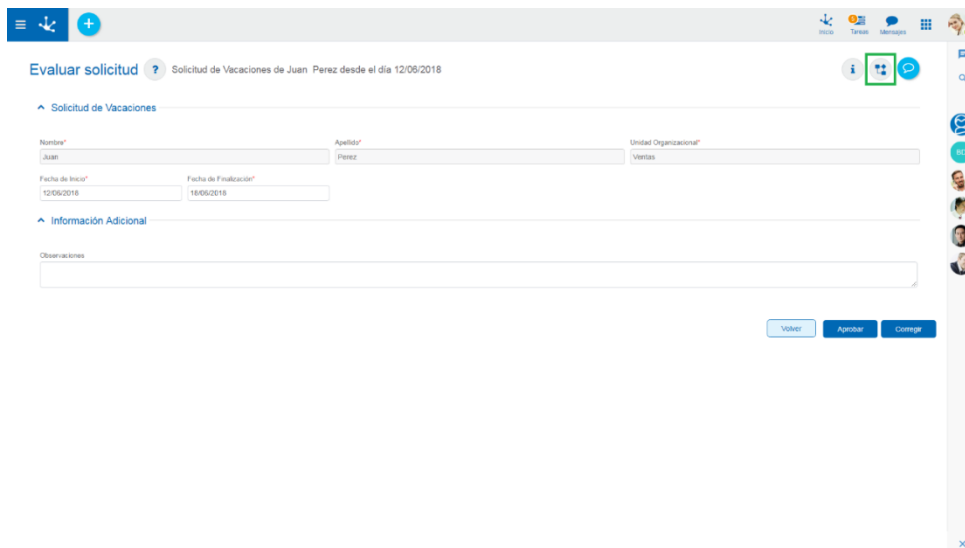 Inicio Tareas Mensajes
Evaluar solicitud ? Solicitud de Vacaciones de Juan Perez desde el día 12/06/2018 i
Solicitud de Vacaciones
Nombre* Apellido* Unidad Organizacional*
Juan Perez Ventas
Fecha de Inicio* Fecha de Finalización*
12/06/2018 18/06/2018
Información Adicional
Observaciones
Volver Aprobar Corregir